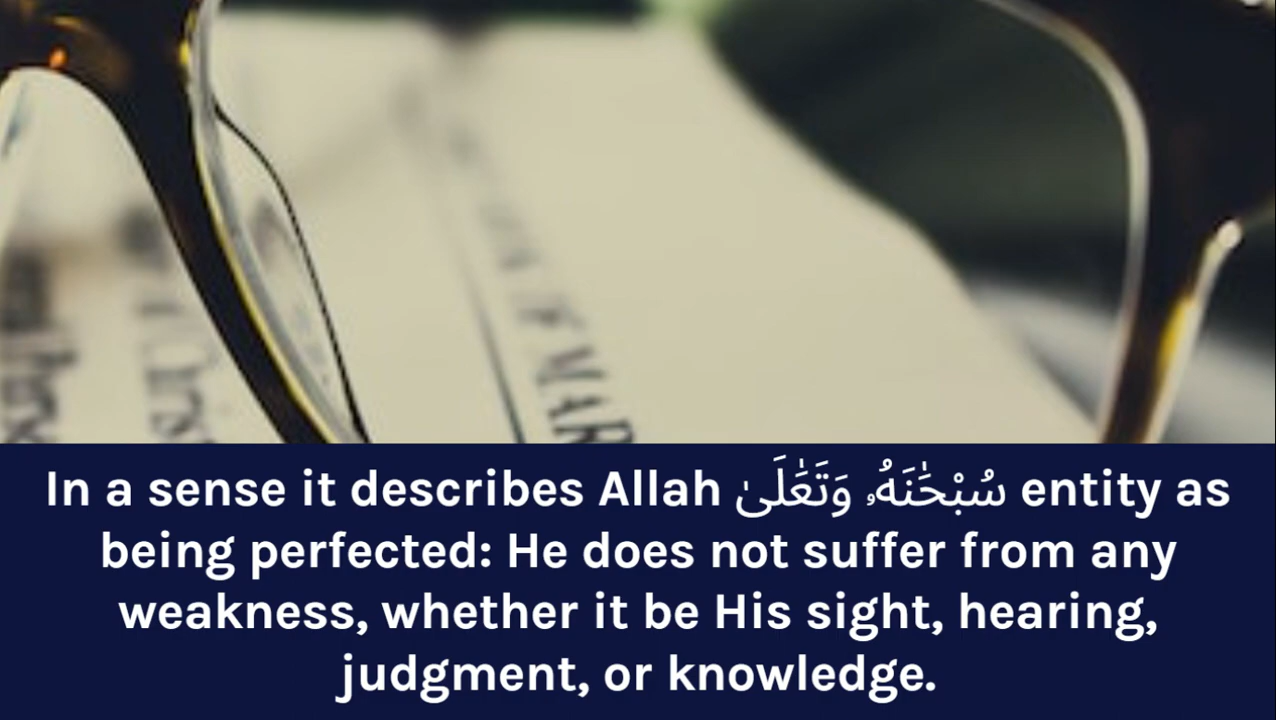 In a sense it describes Allah سُبْحَٰنَهُۥ وَتَعَٰلَىٰ entity as
being perfected: He does not suffer from any
weakness, whether it be His sight, hearing,
judgment, or knowledge.